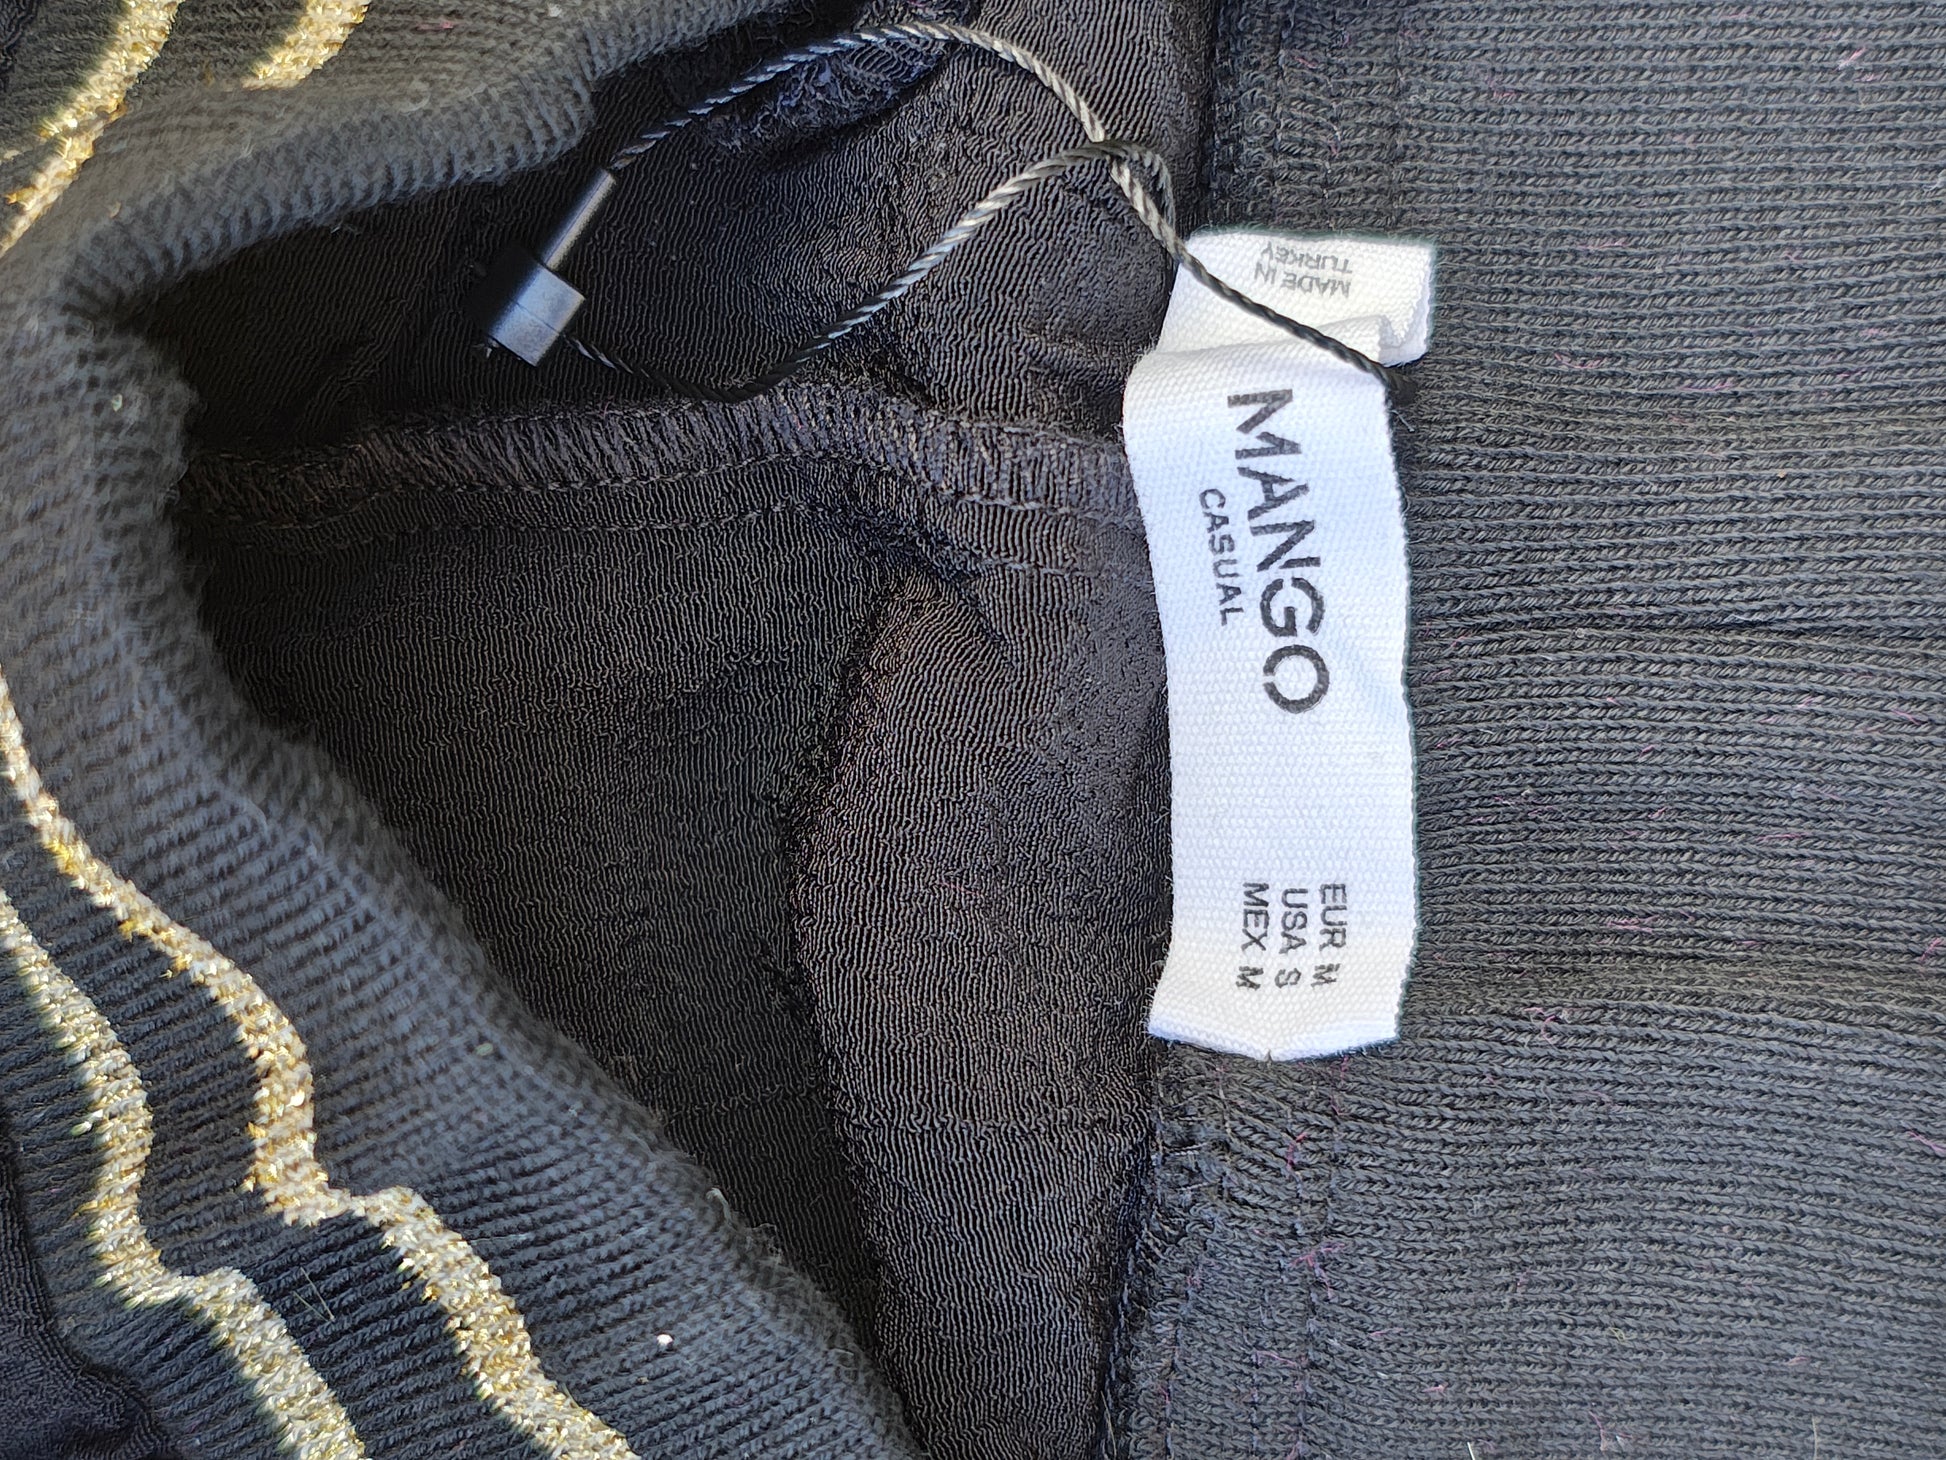 MANGO
CASUAL
EUR M
USA S
MEX M
MADE IN
TURKEY